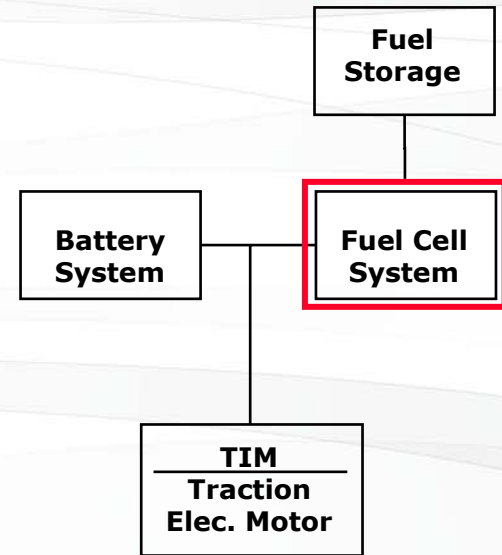 Fuel
Storage
Battery
System
Fuel Cell
System
TIM
Traction
Elec. Motor